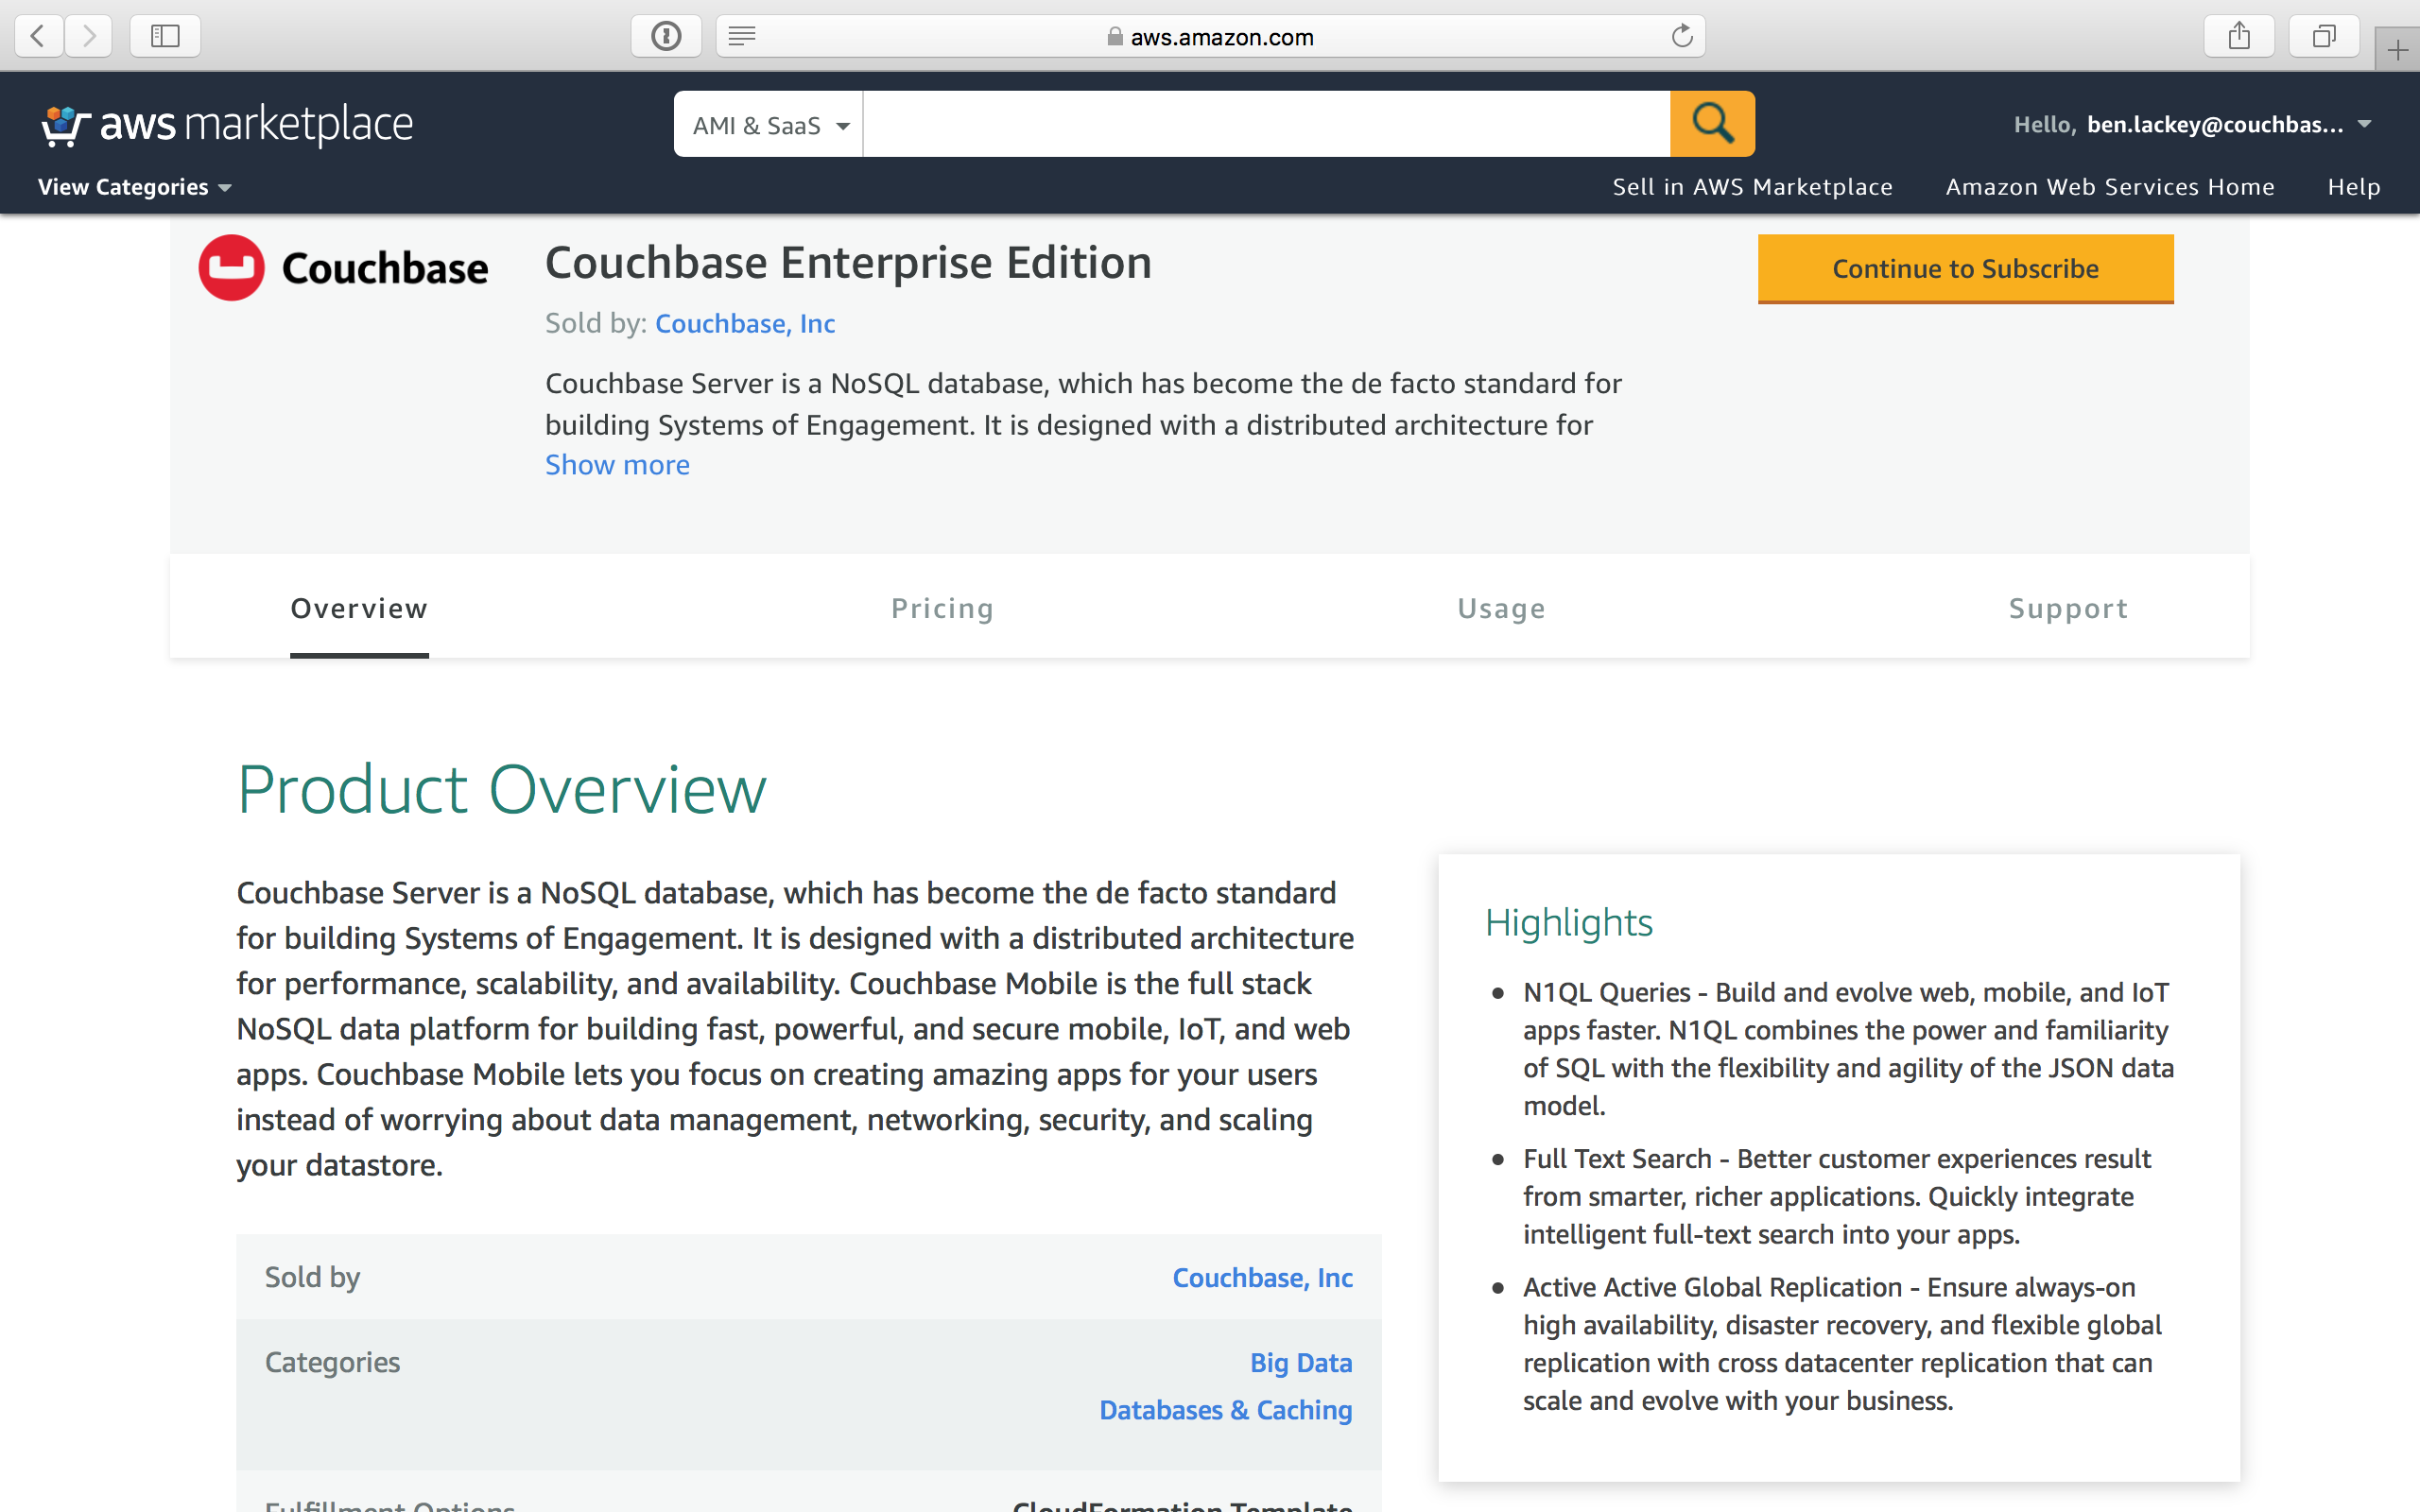 aws.amazon.com
aws marketplace
AMI & SaaS
Hello, ben.lackey@couchbas...
View Categories
Sell in AWS Marketplace
Amazon Web Services Home
Help
Couchbase
Couchbase Enterprise Edition
Continue to Subscribe
Sold by: Couchbase, Inc
Couchbase Server is a NoSQL database, which has become the de facto standard for
building Systems of Engagement. It is designed with a distributed architecture for
Show more
Overview
Pricing
Usage
Support
Product Overview
Couchbase Server is a NoSQL database, which has become the de facto standard
for building Systems of Engagement. It is designed with a distributed architecture
for performance, scalability, and availability. Couchbase Mobile is the full stack
NoSQL data platform for building fast, powerful, and secure mobile, IoT, and web
apps. Couchbase Mobile lets you focus on creating amazing apps for your users
instead of worrying about data management, networking, security, and scaling
your datastore.
Sold by
Couchbase, Inc
Categories
Big Data
Databases & Caching
Fulfillment Options
CloudFormation Template
Highlights
• N1QL Queries - Build and evolve web, mobile, and IoT
apps faster. N1QL combines the power and familiarity
of SQL with the flexibility and agility of the JSON data
model.
• Full Text Search - Better customer experiences result
from smarter, richer applications. Quickly integrate
intelligent full-text search into your apps.
• Active Active Global Replication - Ensure always-on
high availability, disaster recovery, and flexible global
replication with cross datacenter replication that can
scale and evolve with your business.